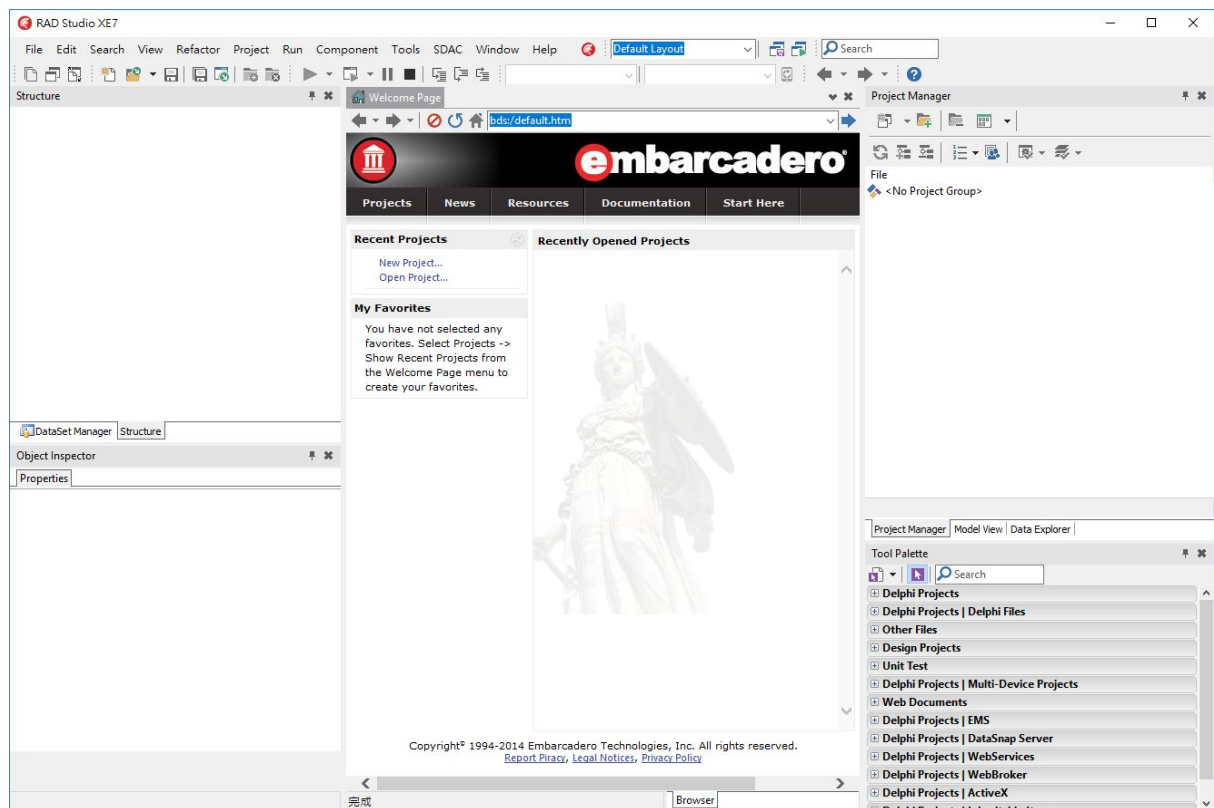 RAD Studio XE7
File Edit Search View Refactor Project Run Component Tools SDAC Window Help Default Layout Search
Structure
Welcome Page
bds:/default.htm
embarcadero
Projects News Resources Documentation Start Here
Recent Projects
New Project...
Open Project...
My Favorites
You have not selected any
favorites. Select Projects ->
Show Recent Projects from
the Welcome Page menu to
create your favorites.
Recently Opened Projects
Copyright© 1994-2014 Embarcadero Technologies, Inc. All rights reserved.
Report Piracy, Legal Notices, Privacy Policy
完成
Browser
DataSet Manager Structure
Object Inspector
Properties
Project Manager
File
<No Project Group>
Project Manager Model View Data Explorer
Tool Palette
Search
Delphi Projects
Delphi Projects | Delphi Files
Other Files
Design Projects
Unit Test
Delphi Projects | Multi-Device Projects
Web Documents
Delphi Projects | EMS
Delphi Projects | DataSnap Server
Delphi Projects | WebServices
Delphi Projects | WebBroker
Delphi Projects | ActiveX